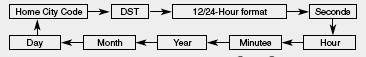 Home City Code DST 12/24-Hour format Seconds
Day Month Year Minutes Hour